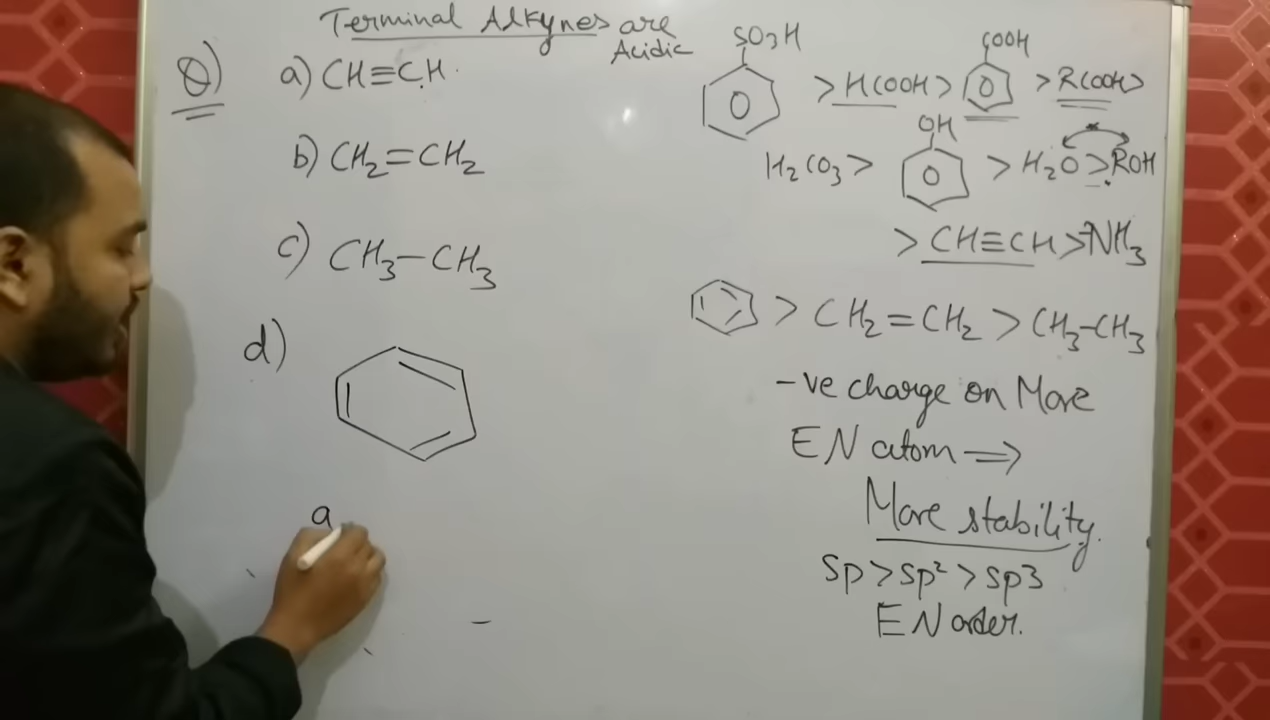 Terminal Alkynes are
Acidic
Q)
a) CH≡CH
b) CH₂=CH₂
c) CH₃-CH₃
d)
a
SO₃H
> HCOOH >
COOH
> RCOOH >
H₂CO₃ >
OH
> H₂O > ROH
> CH≡CH > NH₃
> CH₂=CH₂ > CH₃-CH₃
-ve charge on More
EN atom ⇒
More stability.
sp > sp² > sp3
EN order.